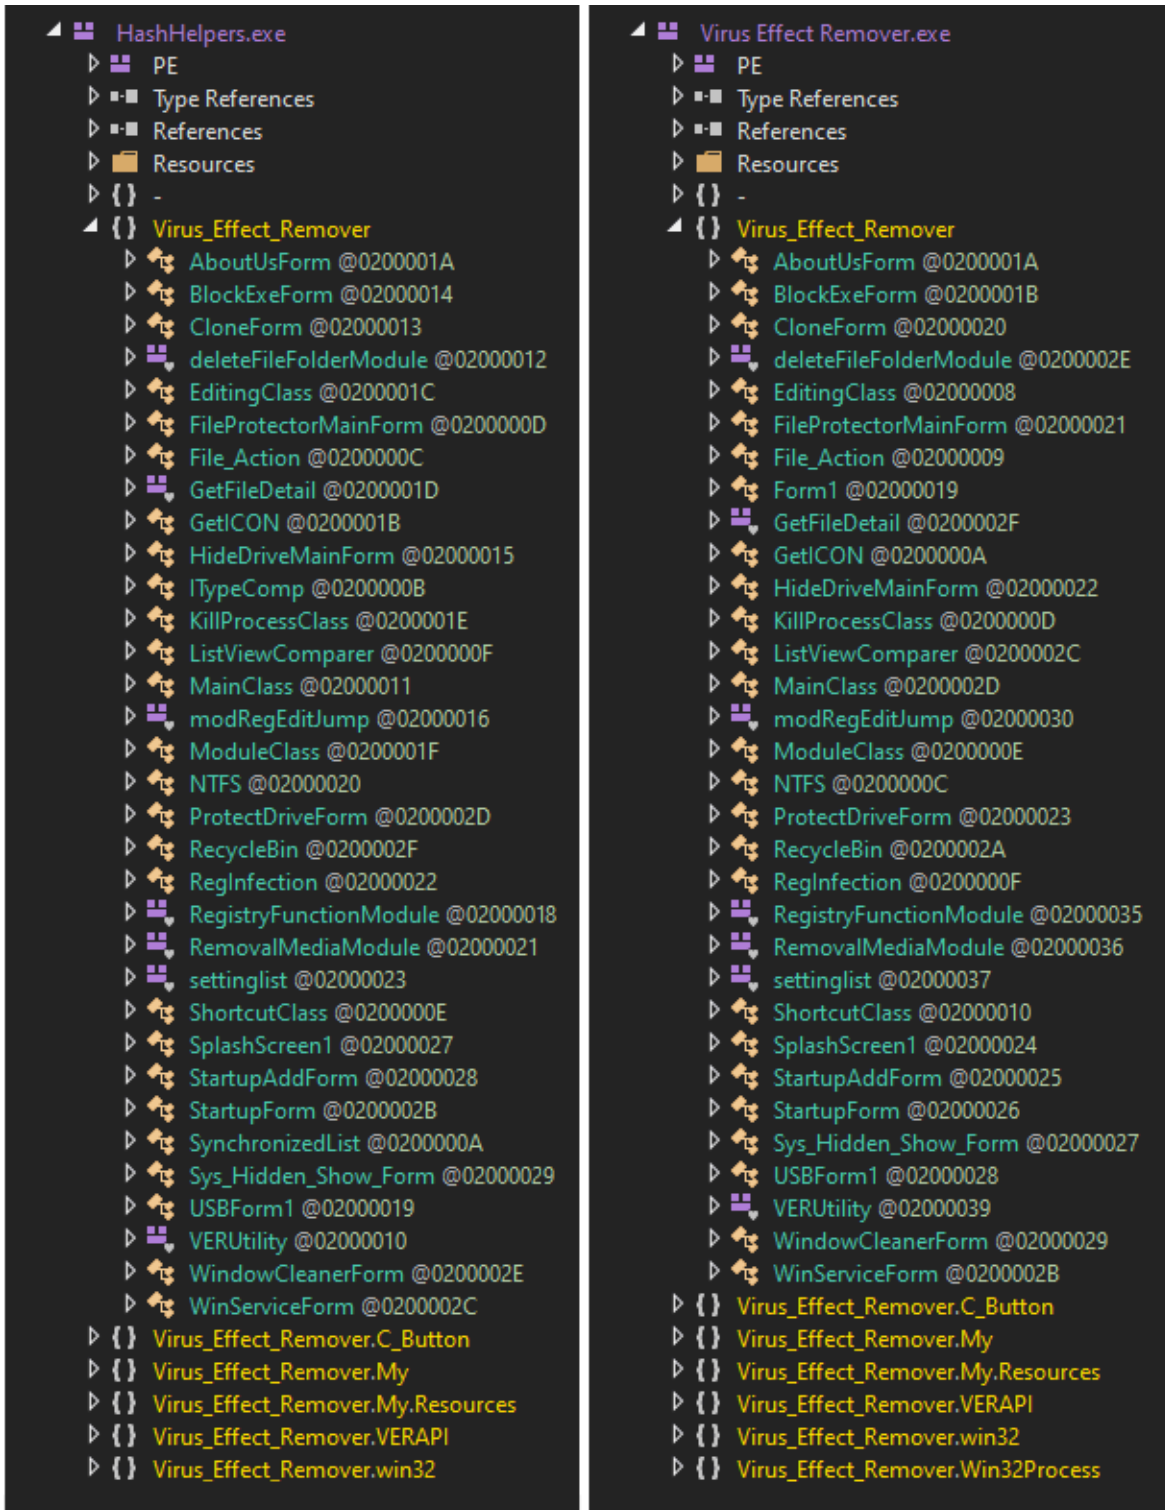 HashHelpers.exe
PE
Type References
References
Resources
{ } -
{ } Virus_Effect_Remover
AboutUsForm @0200001A
BlockExeForm @02000014
CloneForm @02000013
deleteFileFolderModule @02000012
EditingClass @0200001C
FileProtectorMainForm @0200000D
File_Action @0200000C
GetFileDetail @0200001D
GetICON @0200001B
HideDriveMainForm @02000015
ITypeComp @0200000B
KillProcessClass @0200001E
ListViewComparer @0200000F
MainClass @02000011
modRegEditJump @02000016
ModuleClass @0200001F
NTFS @02000020
ProtectDriveForm @0200002D
RecycleBin @0200002F
RegInfection @02000022
RegistryFunctionModule @02000018
RemovalMediaModule @02000021
settinglist @02000023
ShortcutClass @0200000E
SplashScreen1 @02000027
StartupAddForm @02000028
StartupForm @0200002B
SynchronizedList @0200000A
Sys_Hidden_Show_Form @02000029
USBForm1 @02000019
VERUtility @02000010
WindowCleanerForm @0200002E
WinServiceForm @0200002C
{ } Virus_Effect_Remover.C_Button
{ } Virus_Effect_Remover.My
{ } Virus_Effect_Remover.My.Resources
{ } Virus_Effect_Remover.VERAPI
{ } Virus_Effect_Remover.win32
Virus Effect Remover.exe
PE
Type References
References
Resources
{ } -
{ } Virus_Effect_Remover
AboutUsForm @0200001A
BlockExeForm @0200001B
CloneForm @02000020
deleteFileFolderModule @0200002E
EditingClass @02000008
FileProtectorMainForm @02000021
File_Action @02000009
Form1 @02000019
GetFileDetail @0200002F
GetICON @0200000A
HideDriveMainForm @02000022
KillProcessClass @0200000D
ListViewComparer @0200002C
MainClass @0200002D
modRegEditJump @02000030
ModuleClass @0200000E
NTFS @0200000C
ProtectDriveForm @02000023
RecycleBin @0200002A
RegInfection @0200000F
RegistryFunctionModule @02000035
RemovalMediaModule @02000036
settinglist @02000037
ShortcutClass @02000010
SplashScreen1 @02000024
StartupAddForm @02000025
StartupForm @02000026
Sys_Hidden_Show_Form @02000027
USBForm1 @02000028
VERUtility @02000039
WindowCleanerForm @02000029
WinServiceForm @0200002B
{ } Virus_Effect_Remover.C_Button
{ } Virus_Effect_Remover.My
{ } Virus_Effect_Remover.My.Resources
{ } Virus_Effect_Remover.VERAPI
{ } Virus_Effect_Remover.win32
{ } Virus_Effect_Remover.Win32Process